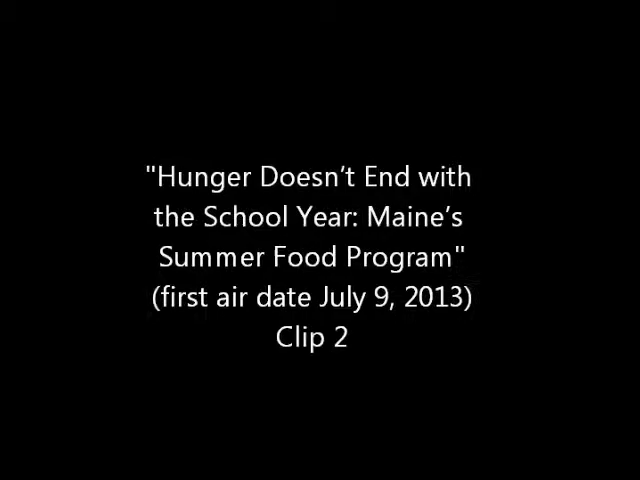 "Hunger Doesn’t End with
the School Year: Maine’s
Summer Food Program"
(first air date July 9, 2013)
Clip 2